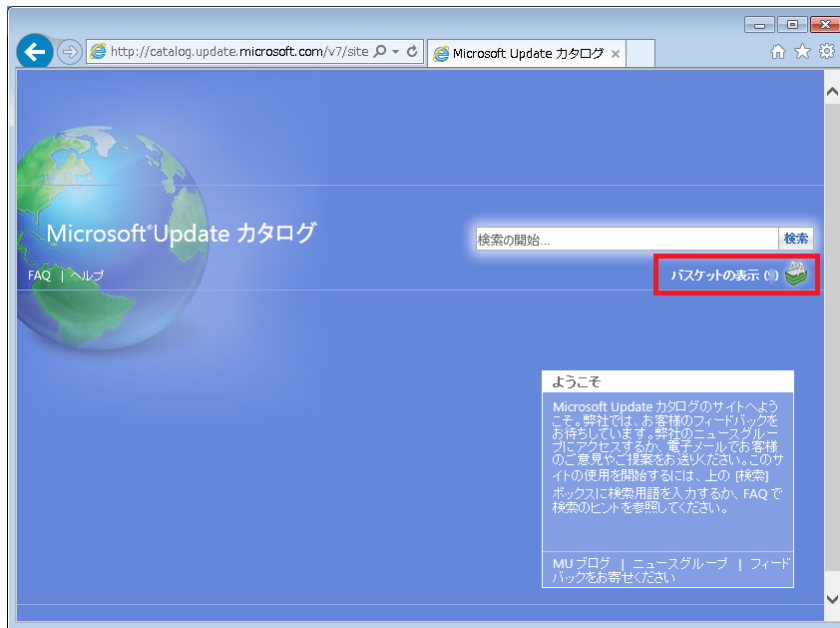 http://catalog.update.microsoft.com/v7/site
Microsoft Update カタログ
Microsoft®Update カタログ
検索の開始...
検索
FAQ | ヘルプ
バスケットの表示 ( )
ようこそ
Microsoft Update カタログのサイトへよう
こそ。弊社では、お客様のフィードバックを
お待ちしています。弊社のニュースグルー
プにアクセスするか、電子メールでお客様
のご意見やご提案をお送りください。このサ
イトの使用を開始するには、上の [検索]
ボックスに検索用語を入力するか、FAQ で
検索のヒントを参照してください。
MU ブログ | ニュースグループ | フィード
バックをお寄せください